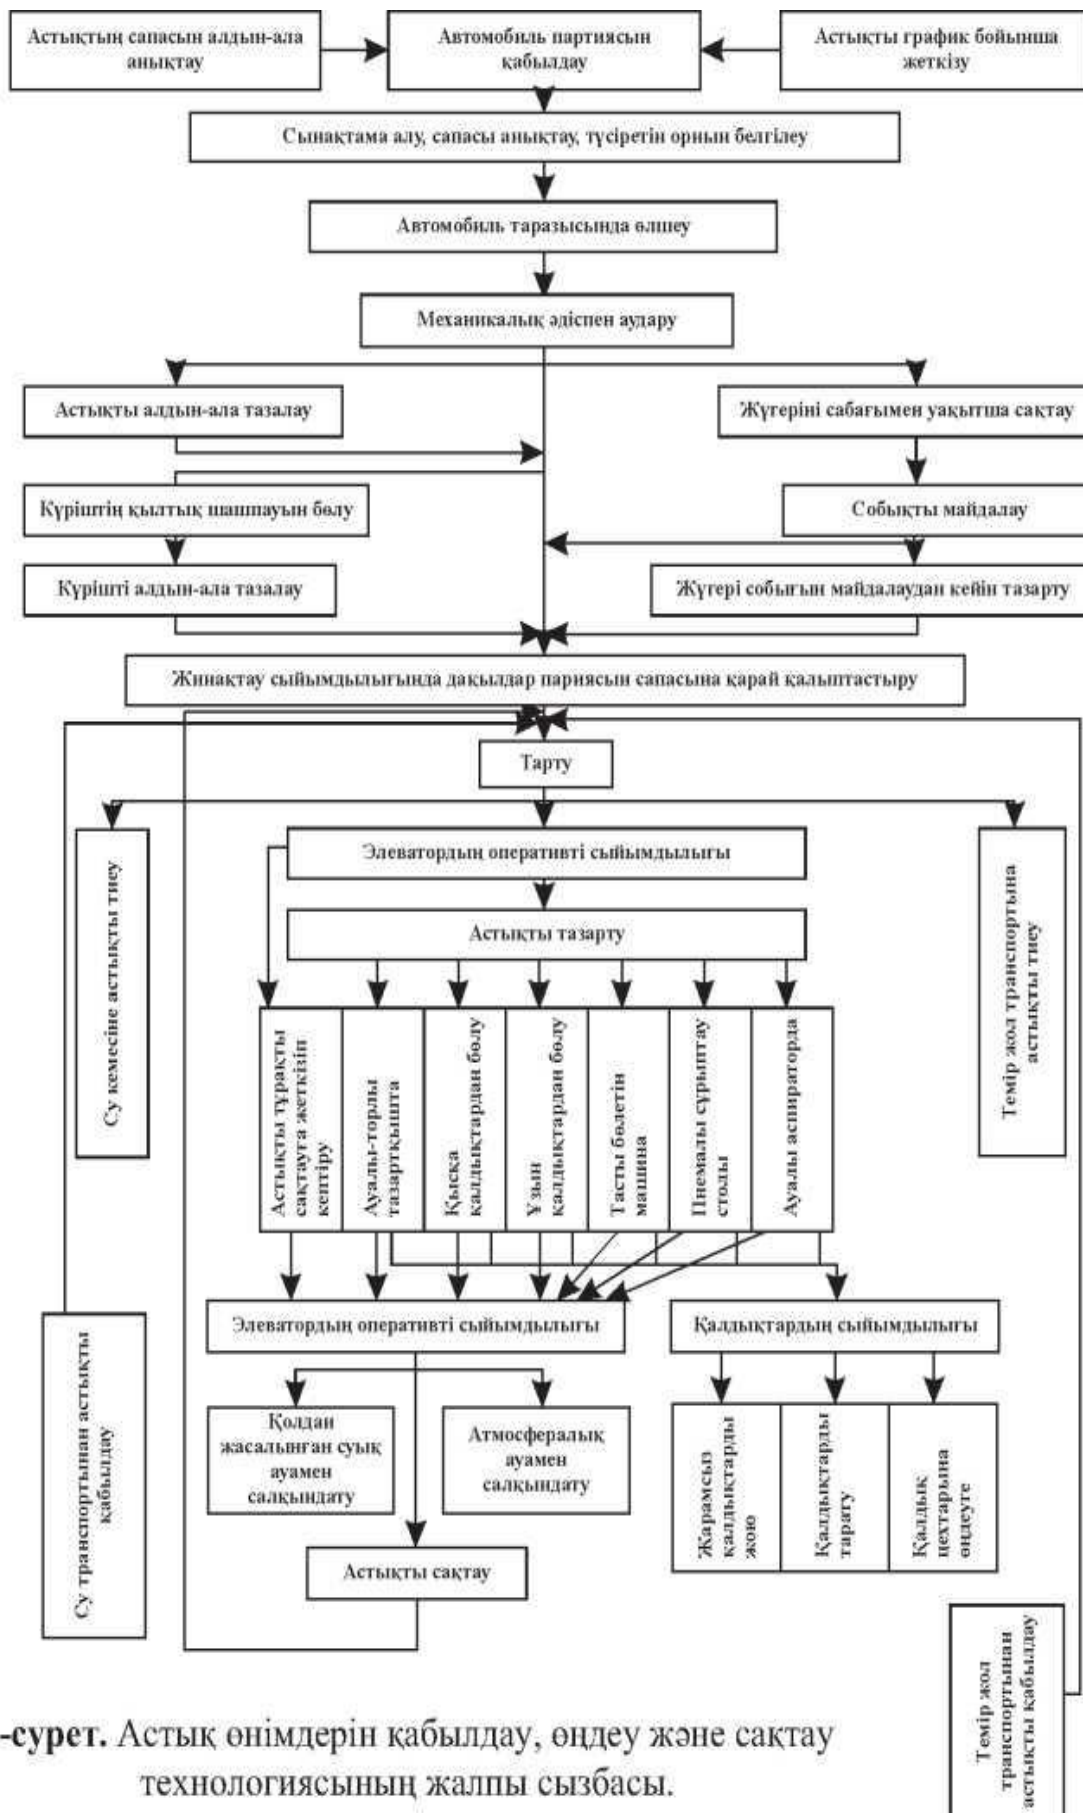 Астықтың сапасын алдын-ала
анықтау
Автомобиль партиясын
қабылдау
Астықты график бойынша
жеткізу
Сынақтама алу, сапасы анықтау, түсіретін орнын белгілеу
Автомобиль таразысында өлшеу
Механикалық әдіспен аудару
Астықты алдын-ала тазалау
Жүгеріні сабағымен уақытша сақтау
Күріштің қылтық шашпауын бөлу
Собықты майдалау
Күрішті алдын-ала тазалау
Жүгері собығын майдалаудан кейін тазарту
Жинақтау сыйымдылығында дақылдар париясын сапасына қарай қалыптастыру
Тарту
Су кемесіне астықты тиеу
Элеватордың оперативті сыйымдылығы
Темір жол транспортына
астықты тиеу
Астықты тазарту
Астықты тұрақты
сақтауға жеткізіп
кептіру
Ауалы-торлы
тазартқышта
Қысқа
қалдықтардан бөлу
Ұзын
қалдықтардан бөлу
Тасты бөлетін
машина
Пнемалы сұрыптау
столы
Ауалы аспираторда
Элеватордың оперативті сыйымдылығы
Қалдықтардың сыйымдылығы
Су транспортынан астықты
қабылдау
Қолдан
жасалынған суық
ауамен
салқындату
Атмосфералық
ауамен
салқындату
Жарамсыз
қалдықтарды
жою
Қалдықтарды
тарату
Қалдық
цехтарына
өңдеуге
Астықты сақтау
Темір жол
транспортынан
астықты қабылдау
-сурет. Астық өнімдерін қабылдау, өңдеу және сақтау
технологиясының жалпы сызбасы.